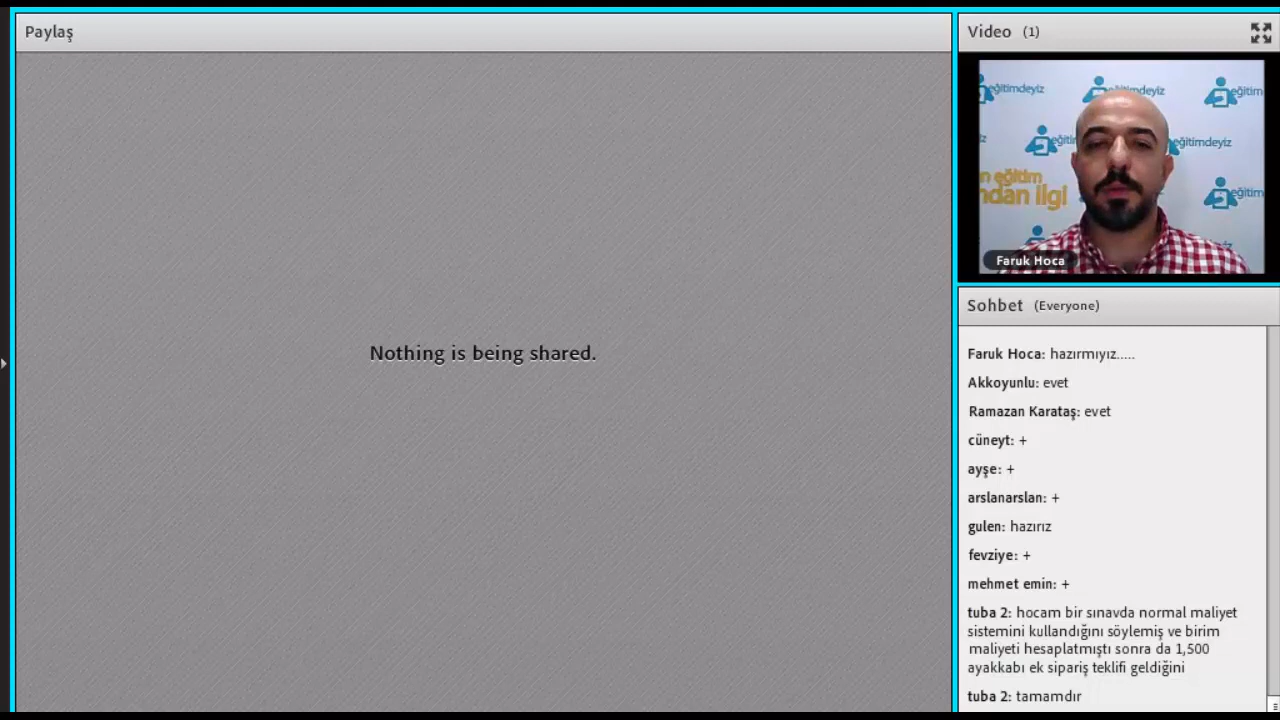 Paylaş
Nothing is being shared.
Video (1)
eğitimdeyiz
eğitimdeyiz
eğitim
eğiti
eğitimdeyiz
n eğitim
ndan ilgi
eğitim
Faruk Hoca
Sohbet (Everyone)
Faruk Hoca: hazırmıyız.....
Akkoyunlu: evet
Ramazan Karataş: evet
cüneyt: +
ayşe: +
arslanarslan: +
gulen: hazırız
fevziye: +
mehmet emin: +
tuba 2: hocam bir sınavda normal maliyet
sistemini kullandığını söylemiş ve birim
maliyeti hesaplatmıştı sonra da 1,500
ayakkabı ek sipariş teklifi geldiğini
tuba 2: tamamdır